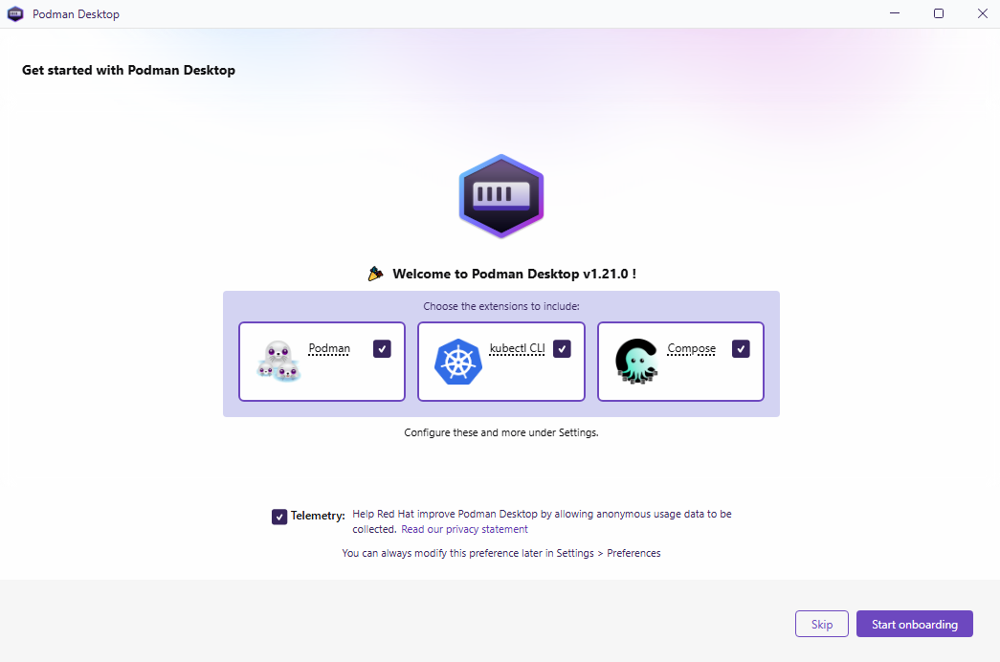 Podman Desktop
Get started with Podman Desktop
Welcome to Podman Desktop v1.21.0 !
Choose the extensions to include:
Podman
kubectl CLI
Compose
Configure these and more under Settings.
Telemetry: Help Red Hat improve Podman Desktop by allowing anonymous usage data to be
collected. Read our privacy statement
You can always modify this preference later in Settings > Preferences
Skip
Start onboarding